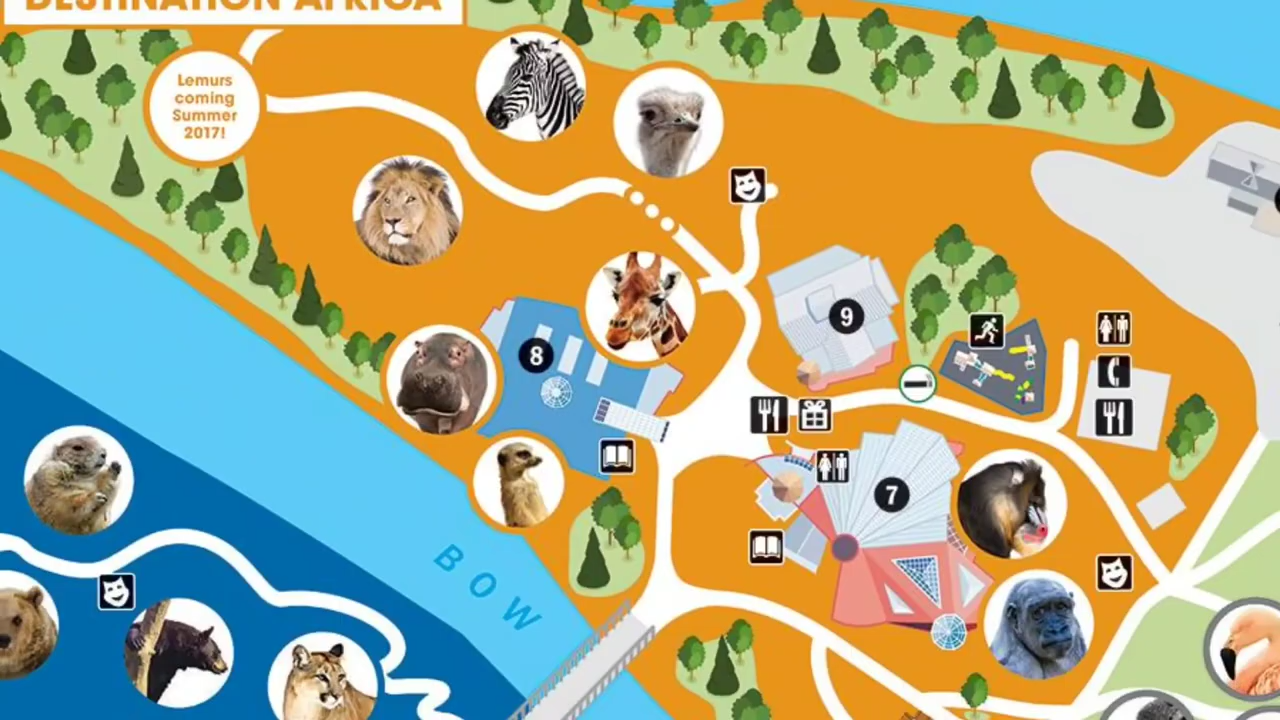 DESTINATION AFRICA
Lemurs
coming
Summer
2017!
9
8
7
BOW